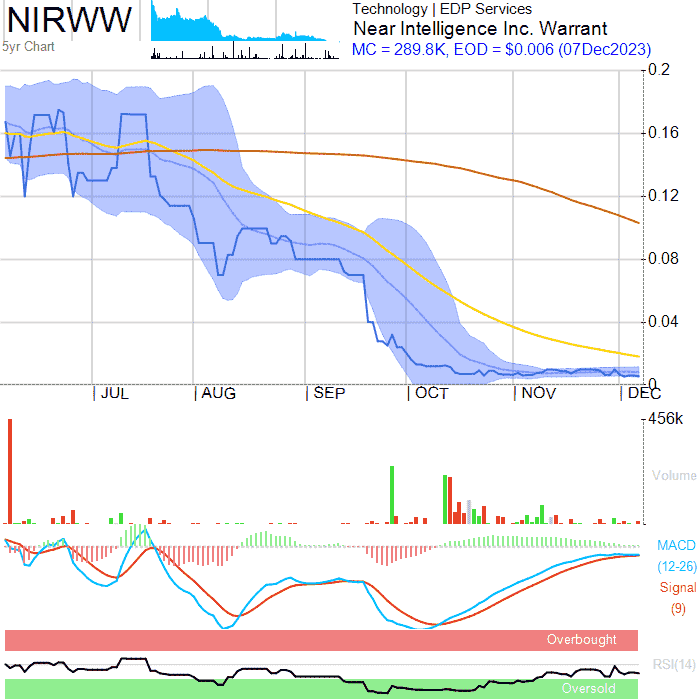 NIRWW
5yr Chart
Technology | EDP Services
Near Intelligence Inc. Warrant
MC = 289.8K, EOD = $0.006 (07Dec2023)
0.2
0.16
0.12
0.08
0.04
0
JUL AUG SEP OCT NOV DEC
456k
Volume
MACD
(12-26)
Signal
(9)
Overbought
RSI(14)
Oversold